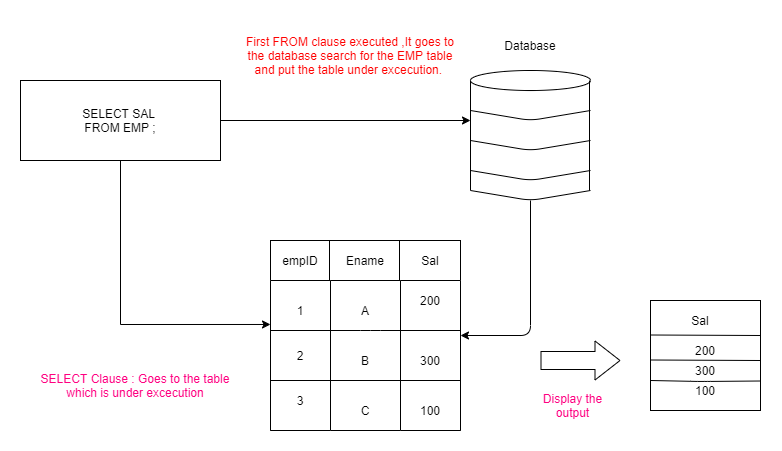 First FROM clause executed ,It goes to
the database search for the EMP table
and put the table under excecution.
Database
SELECT SAL
FROM EMP ;
empID Ename Sal
1 A 200
2 B 300
3 C 100
SELECT Clause : Goes to the table
which is under excecution
Display the
output
Sal
200
300
100